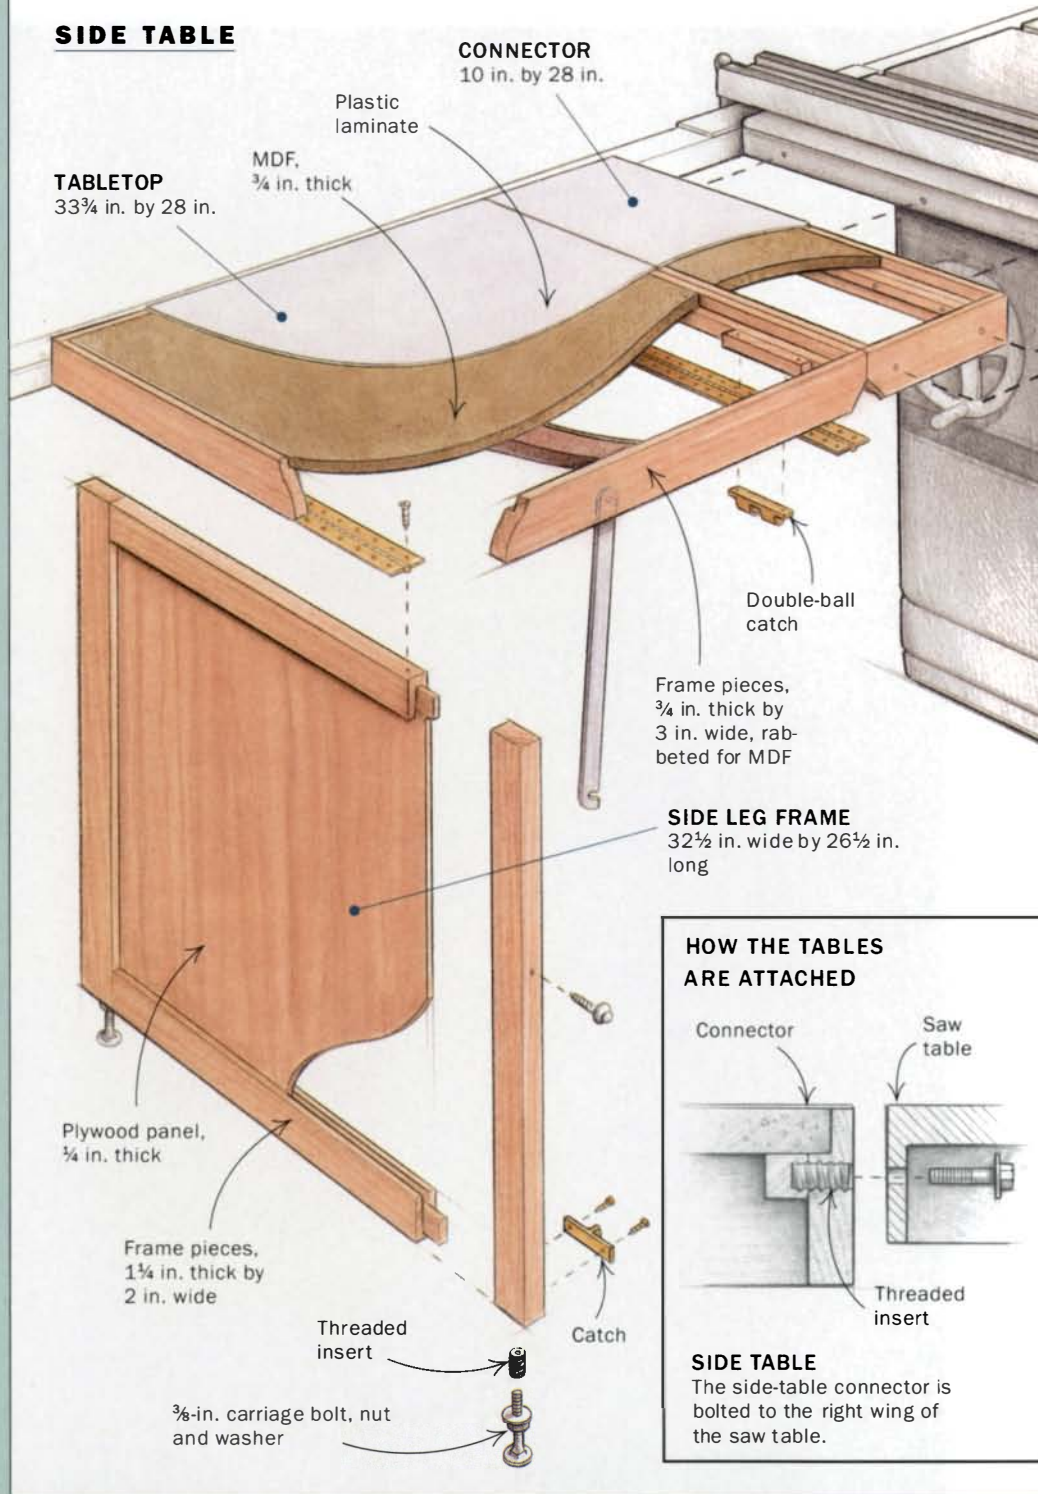 SIDE TABLE
CONNECTOR
10 in. by 28 in.
Plastic
laminate
MDF,
¾ in. thick
TABLETOP
33¾ in. by 28 in.
Double-ball
catch
Frame pieces,
¾ in. thick by
3 in. wide, rab-
beted for MDF
SIDE LEG FRAME
32½ in. wide by 26½ in.
long
HOW THE TABLES
ARE ATTACHED
Connector
Saw
table
Threaded
insert
SIDE TABLE
The side-table connector is
bolted to the right wing of
the saw table.
Plywood panel,
¼ in. thick
Frame pieces,
1¼ in. thick by
2 in. wide
Threaded
insert
Catch
⅜-in. carriage bolt, nut
and washer